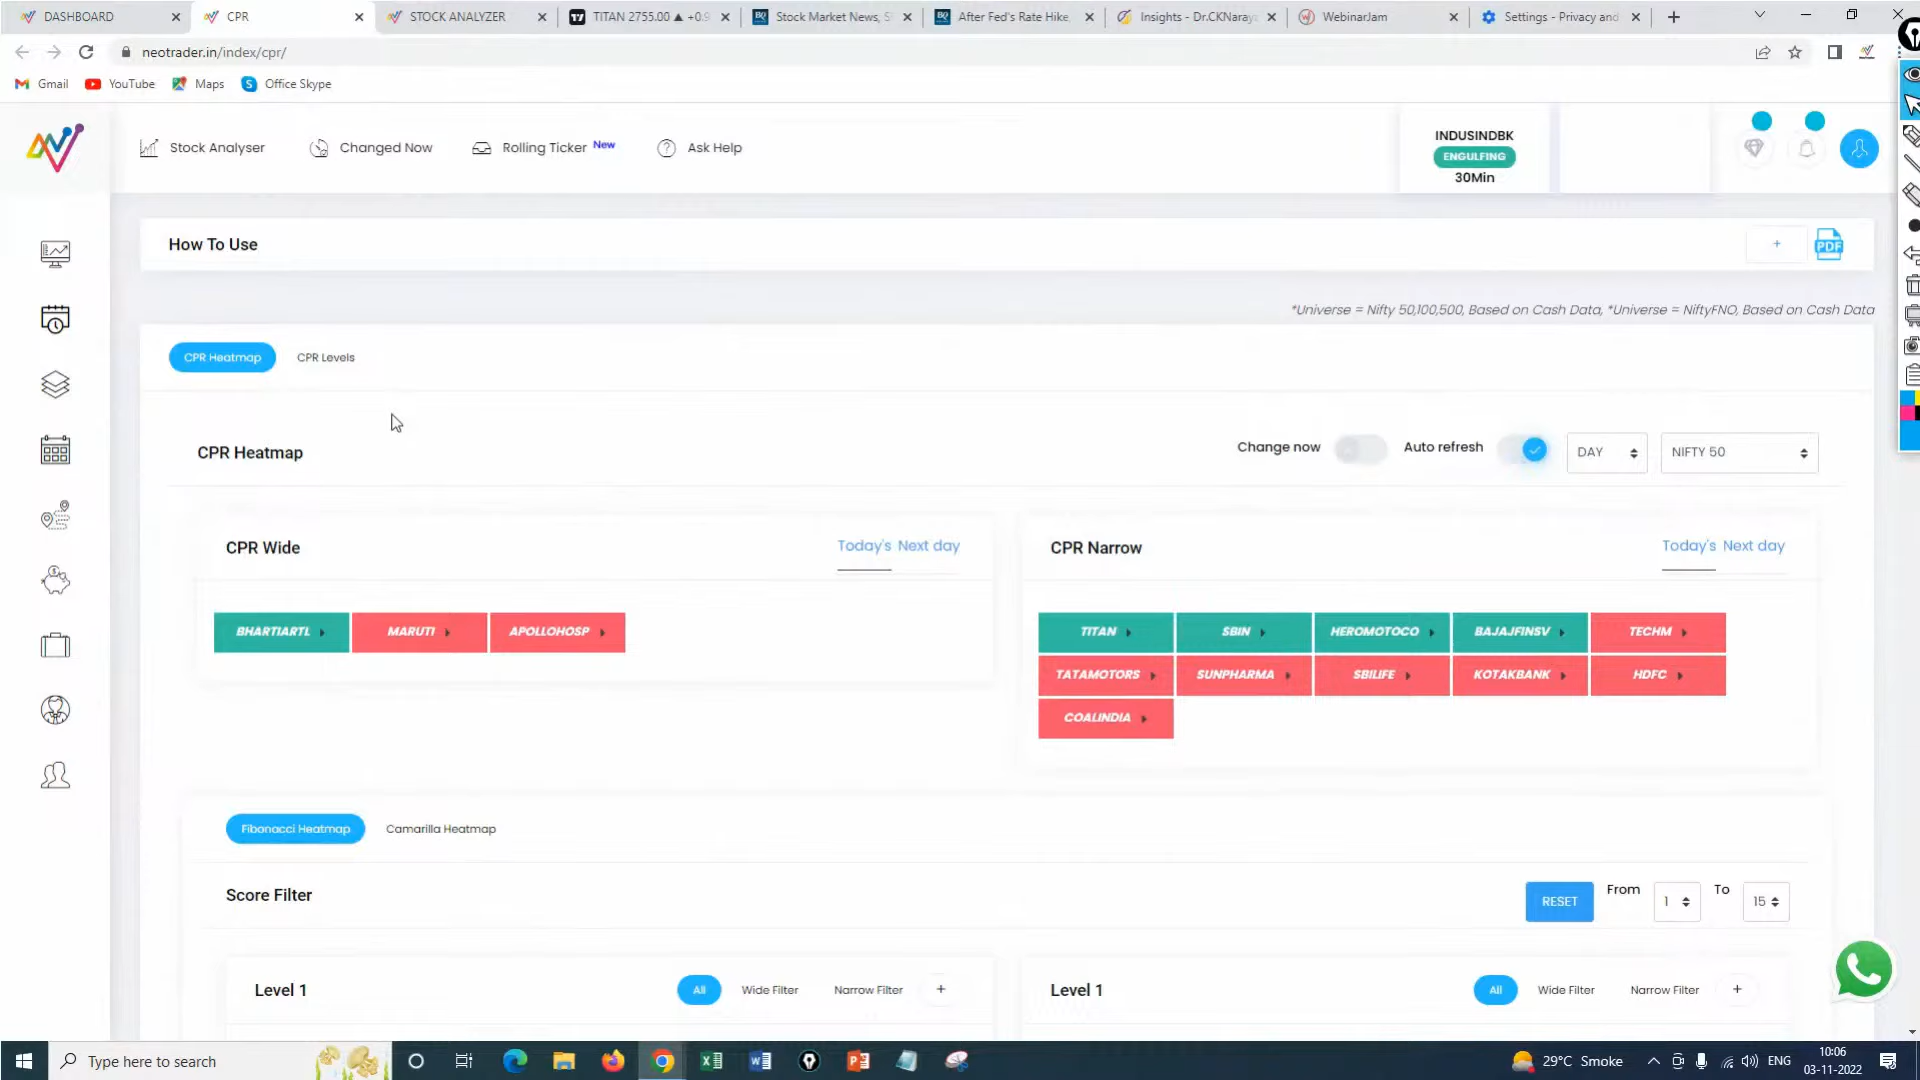 DASHBOARD
CPR
STOCK ANALYZER
TITAN 2755.00 ▲ +0.9
Stock Market News, S
After Fed's Rate Hike,
Insights - Dr.CKNaraya
WebinarJam
Settings - Privacy and
neotrader.in/index/cpr/
Gmail
YouTube
Maps
Office Skype
Stock Analyser
Changed Now
Rolling Ticker New
Ask Help
INDUSINDBK
ENGULFING
30Min
How To Use
+
PDF
*Universe = Nifty 50,100,500, Based on Cash Data, *Universe = NiftyFNO, Based on Cash Data
CPR Heatmap
CPR Levels
CPR Heatmap
Change now
Auto refresh
DAY
NIFTY 50
CPR Wide
Today's Next day
BHARTIARTL
MARUTI
APOLLOHOSP
CPR Narrow
Today's Next day
TITAN
SBIN
HEROMOTOCO
BAJAJFINSV
TECHM
TATAMOTORS
SUNPHARMA
SBILIFE
KOTAKBANK
HDFC
COALINDIA
Fibonacci Heatmap
Camarilla Heatmap
Score Filter
RESET
From
1
To
15
Level 1
All
Wide Filter
Narrow Filter
+
Level 1
All
Wide Filter
Narrow Filter
+
Type here to search
29°C Smoke
ENG
10:06
03-11-2022